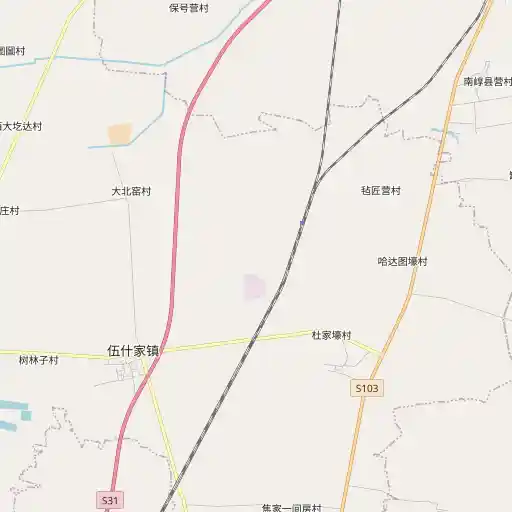 保号营村
圐圙村
南崞县营村
大圪达村
大北窑村
毡匠营村
庄村
哈达图壕村
杜家壕村
伍什家镇
树林子村
S103
S31
焦家一间房村